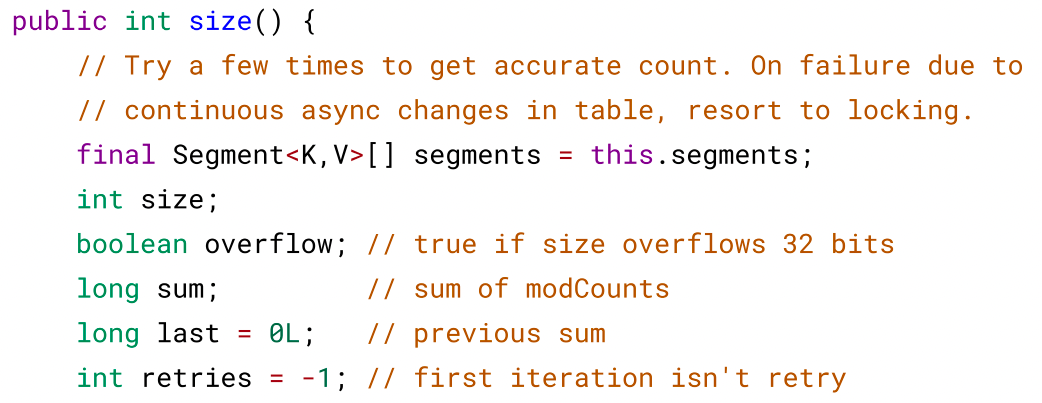 public int size() {
    // Try a few times to get accurate count. On failure due to
    // continuous async changes in table, resort to locking.
    final Segment<K,V>[] segments = this.segments;
    int size;
    boolean overflow; // true if size overflows 32 bits
    long sum;         // sum of modCounts
    long last = 0L;   // previous sum
    int retries = -1; // first iteration isn't retry